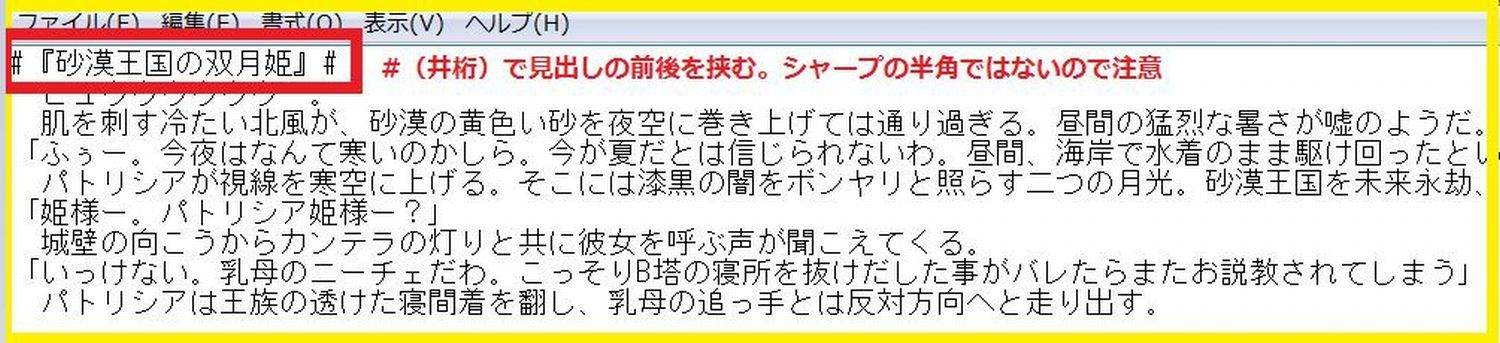 ファイル(F) 編集(E) 書式(O) 表示(V) ヘルプ(H)
#『砂漠王国の双月姫』#
#（井桁）で見出しの前後を挟む。シャープの半角ではないので注意
ヒュウウウウウウー。
肌を刺す冷たい北風が、砂漠の黄色い砂を夜空に巻き上げては通り過ぎる。昼間の猛烈な暑さが嘘のようだ。
「ふぅー。今夜はなんて寒いのかしら。今が夏だとは信じられないわ。昼間、海岸で水着のまま駆け回ったとい
パトリシアが視線を寒空に上げる。そこには漆黒の闇をボンヤリと照らす二つの月光。砂漠王国を未来永劫、
「姫様ー。パトリシア姫様ー？」
城壁の向こうからカンテラの灯りと共に彼女を呼ぶ声が聞こえてくる。
「いっけない。乳母のニーチェだわ。こっそりB塔の寝所を抜けだした事がバレたらまたお説教されてしまう」
パトリシアは王族の透けた寝間着を翻し、乳母の追っ手とは反対方向へと走り出す。